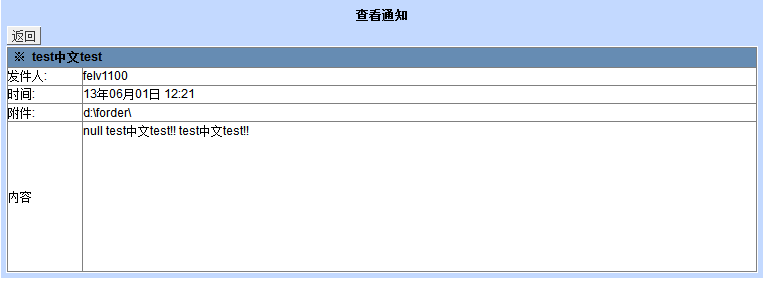 查看通知
返回
※ test中文test
发件人: felv1100
时间: 13年06月01日 12:21
附件: d:\forder\
内容 null test中文test!! test中文test!!